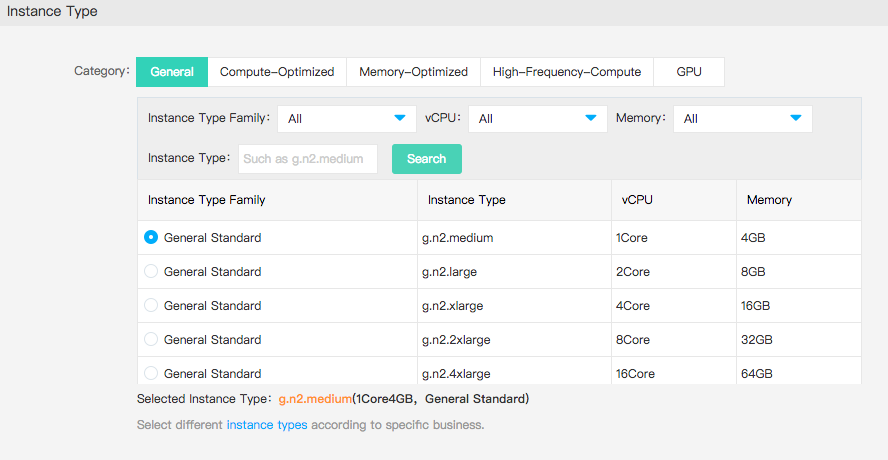 Instance Type
Category: General Compute-Optimized Memory-Optimized High-Frequency-Compute GPU
Instance Type Family: All vCPU: All Memory: All
Instance Type: Such as g.n2.medium Search
Instance Type Family Instance Type vCPU Memory
General Standard g.n2.medium 1Core 4GB
General Standard g.n2.large 2Core 8GB
General Standard g.n2.xlarge 4Core 16GB
General Standard g.n2.2xlarge 8Core 32GB
General Standard g.n2.4xlarge 16Core 64GB
Selected Instance Type: g.n2.medium(1Core4GB, General Standard)
Select different instance types according to specific business.